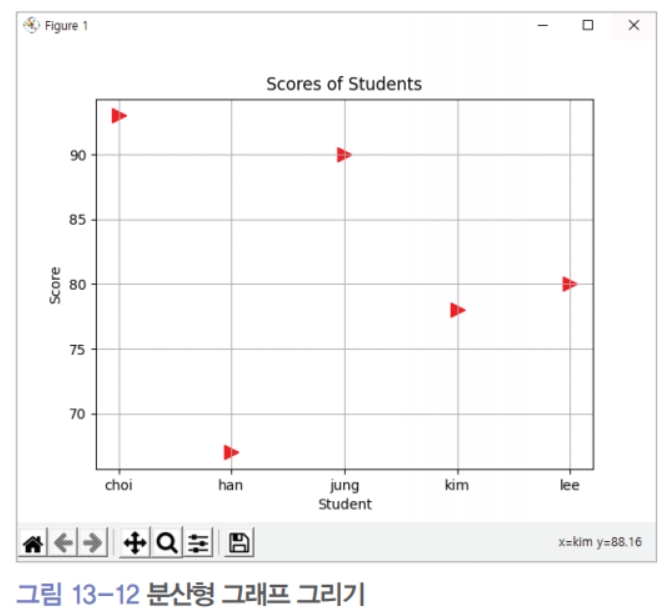 Figure 1
Scores of Students
90
85
80
75
70
Score
choi han jung kim lee
Student
x=kim y=88.16
그림 13-12 분산형 그래프 그리기